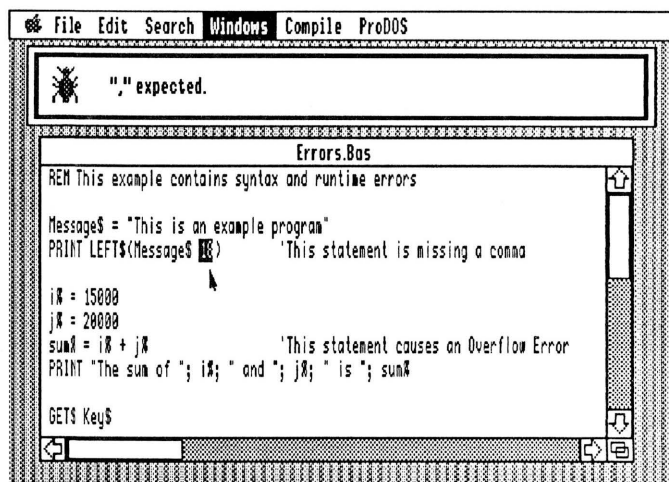 File Edit Search Windows Compile ProDOS
"," expected.
Errors.Bas
REM This example contains syntax and runtime errors
Message$ = "This is an example program"
PRINT LEFT$(Message$ ) 'This statement is missing a comma
i% = 15000
j% = 20000
sum% = i% + j% 'This statement causes an Overflow Error
PRINT "The sum of "; i%; " and "; j%; " is "; sum%
GET$ Key$